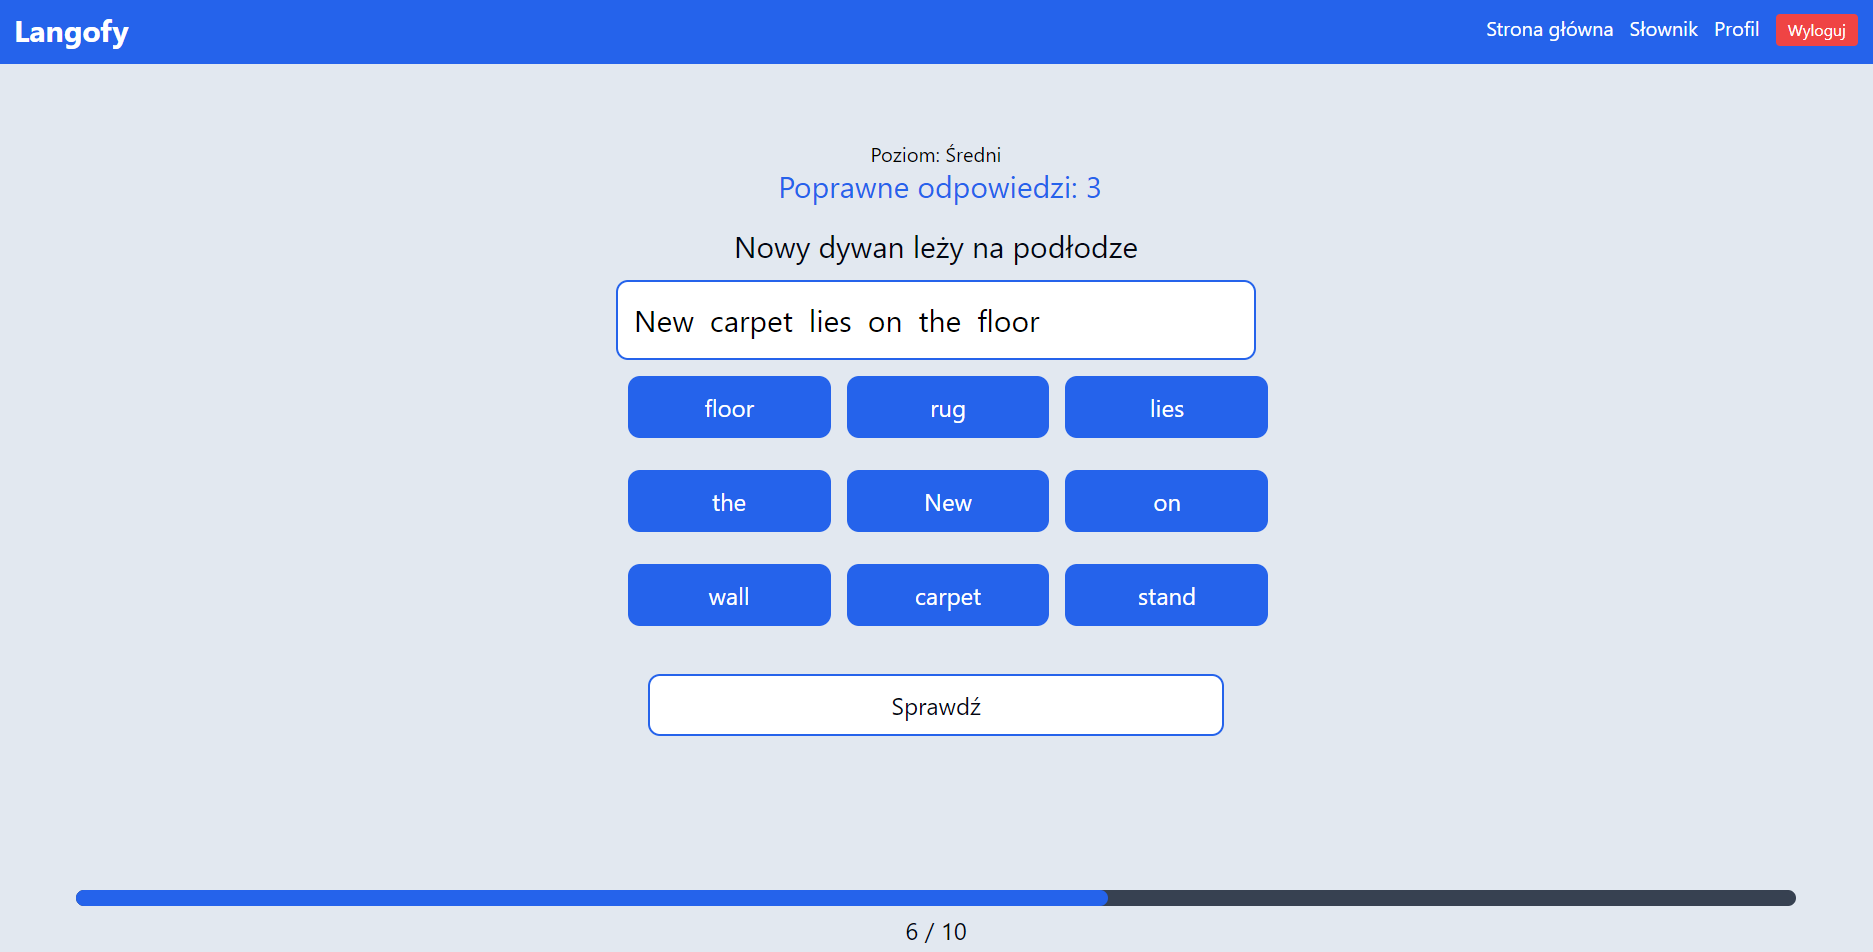 Langofy Strona główna Słownik Profil Wyloguj
Poziom: Średni
Poprawne odpowiedzi: 3
Nowy dywan leży na podłodze
New carpet lies on the floor
floor rug lies
the New on
wall carpet stand
Sprawdź
6 / 10